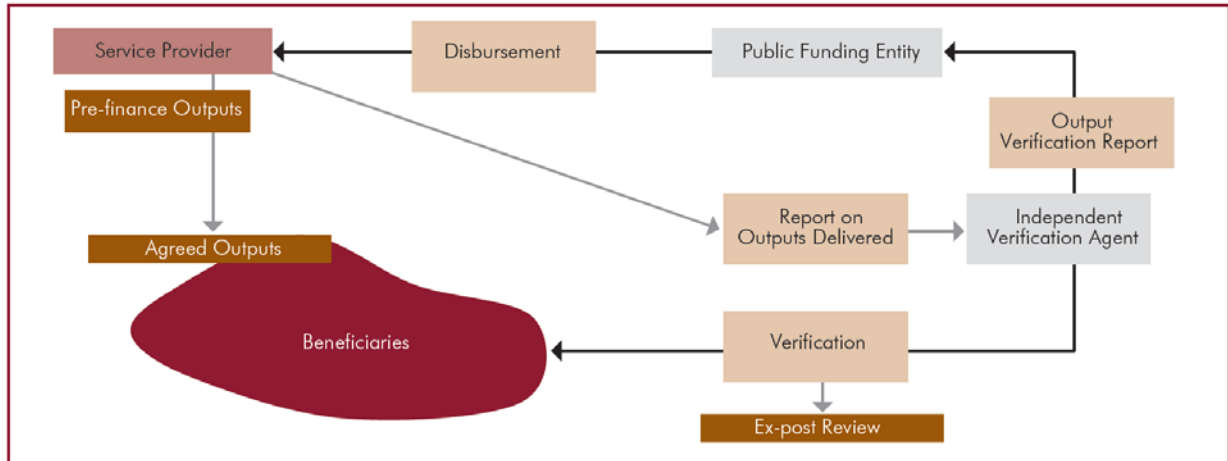 Service Provider
Disbursement
Public Funding Entity
Pre-finance Outputs
Output
Verification Report
Report on
Outputs Delivered
Independent
Verification Agent
Agreed Outputs
Beneficiaries
Verification
Ex-post Review